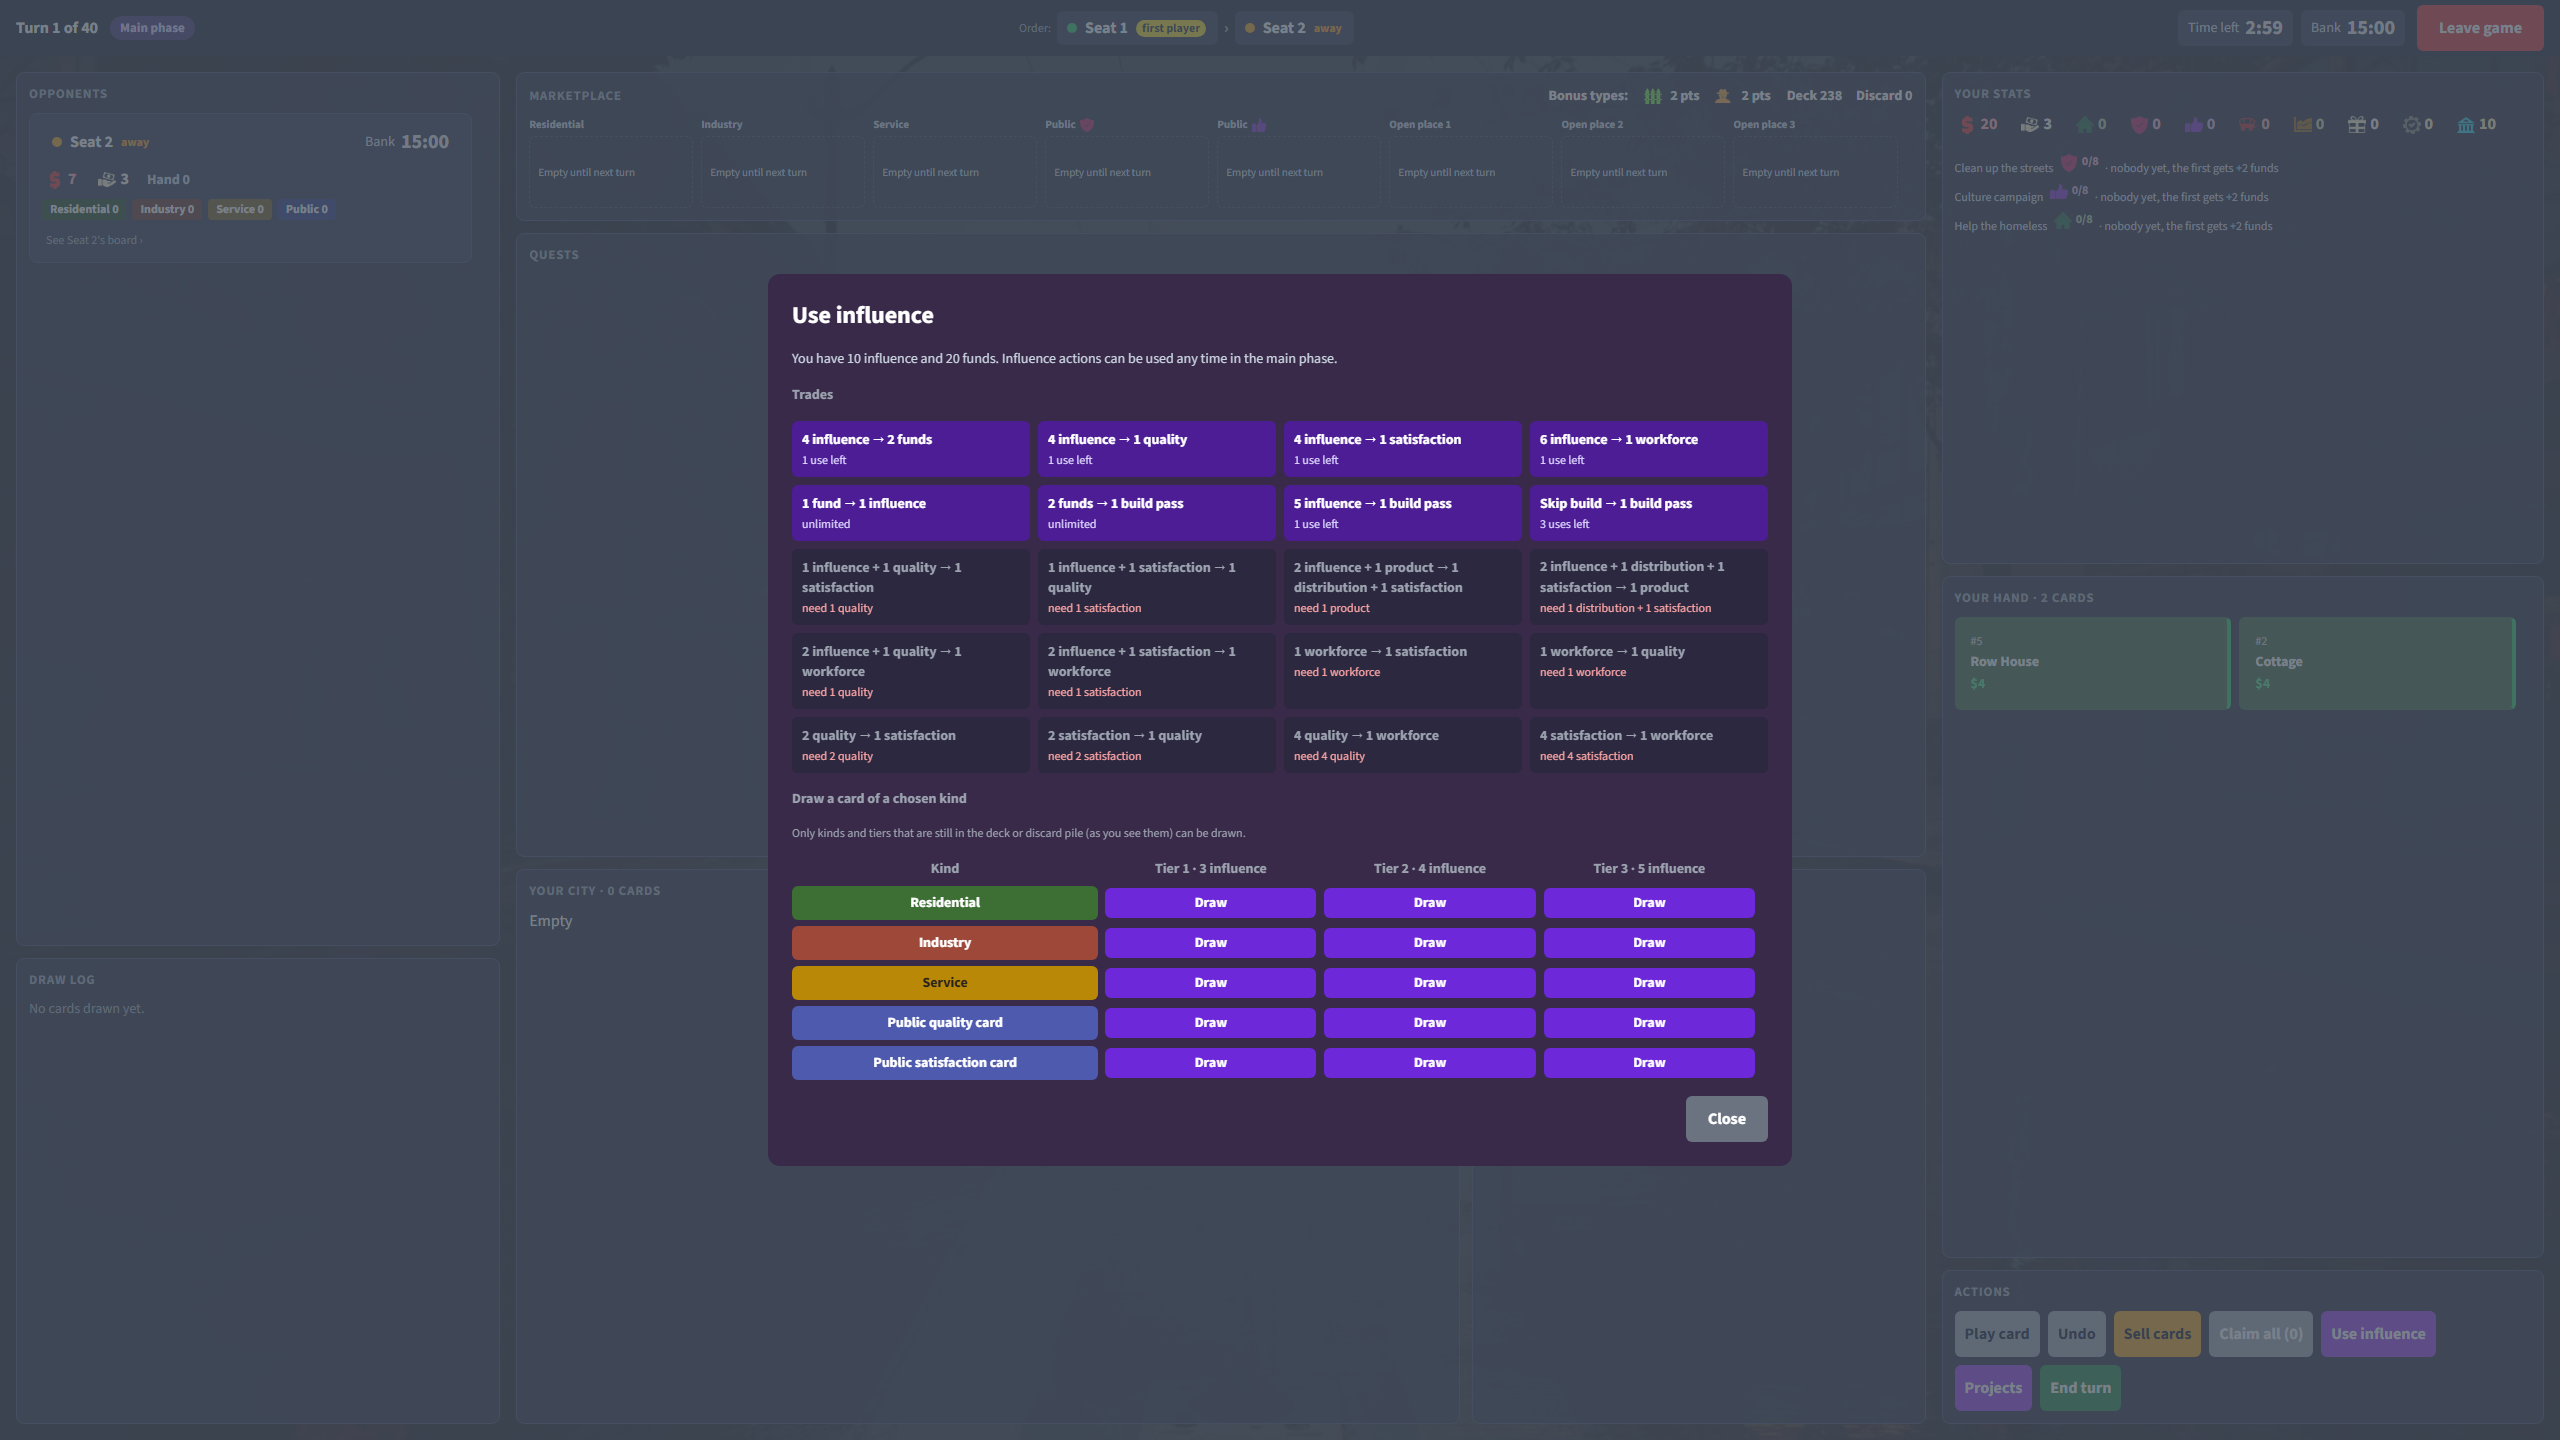 Turn 1 of 40 Main phase
Order: Seat 1 first player › Seat 2 away
Time left 2:59 Bank 15:00 Leave game
OPPONENTS
Seat 2 away Bank 15:00
7 3 Hand 0
Residential 0 Industry 0 Service 0 Public 0
See Seat 2's board ›
DRAW LOG
No cards drawn yet.
MARKETPLACE
Bonus types: 2 pts 2 pts Deck 238 Discard 0
Residential Industry Service Public Public Open place 1 Open place 2 Open place 3
Empty until next turn Empty until next turn Empty until next turn Empty until next turn Empty until next turn Empty until next turn Empty until next turn Empty until next turn
QUESTS
YOUR CITY · 0 CARDS
Empty
Use influence
You have 10 influence and 20 funds. Influence actions can be used any time in the main phase.
Trades
4 influence → 2 funds
1 use left
4 influence → 1 quality
1 use left
4 influence → 1 satisfaction
1 use left
6 influence → 1 workforce
1 use left
1 fund → 1 influence
unlimited
2 funds → 1 build pass
unlimited
5 influence → 1 build pass
1 use left
Skip build → 1 build pass
3 uses left
1 influence + 1 quality → 1
satisfaction
need 1 quality
1 influence + 1 satisfaction → 1
quality
need 1 satisfaction
2 influence + 1 product → 1
distribution + 1 satisfaction
need 1 product
2 influence + 1 distribution + 1
satisfaction → 1 product
need 1 distribution + 1 satisfaction
2 influence + 1 quality → 1
workforce
need 1 quality
2 influence + 1 satisfaction → 1
workforce
need 1 satisfaction
1 workforce → 1 satisfaction
need 1 workforce
1 workforce → 1 quality
need 1 workforce
2 quality → 1 satisfaction
need 2 quality
2 satisfaction → 1 quality
need 2 satisfaction
4 quality → 1 workforce
need 4 quality
4 satisfaction → 1 workforce
need 4 satisfaction
Draw a card of a chosen kind
Only kinds and tiers that are still in the deck or discard pile (as you see them) can be drawn.
Kind Tier 1 · 3 influence Tier 2 · 4 influence Tier 3 · 5 influence
Residential Draw Draw Draw
Industry Draw Draw Draw
Service Draw Draw Draw
Public quality card Draw Draw Draw
Public satisfaction card Draw Draw Draw
Close
YOUR STATS
20 3 0 0 0 0 0 0 0 10
Clean up the streets 0/8 · nobody yet, the first gets +2 funds
Culture campaign 0/8 · nobody yet, the first gets +2 funds
Help the homeless 0/8 · nobody yet, the first gets +2 funds
YOUR HAND · 2 CARDS
#5
Row House
$4
#2
Cottage
$4
ACTIONS
Play card Undo Sell cards Claim all (0) Use influence
Projects End turn